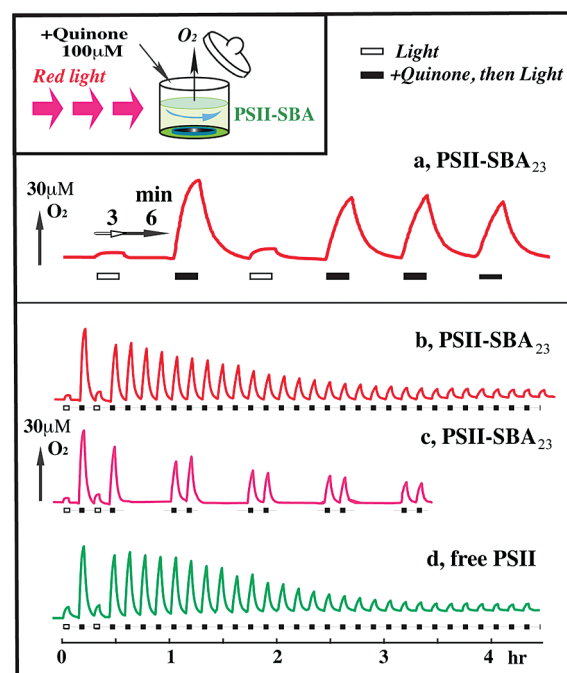 +Quinone
100μM
O₂
Red light
PSII-SBA
Light
+Quinone, then Light
a, PSII-SBA₂₃
30μM
O₂
min
3 6
b, PSII-SBA₂₃
30μM
O₂
c, PSII-SBA₂₃
d, free PSII
0 1 2 3 4 hr